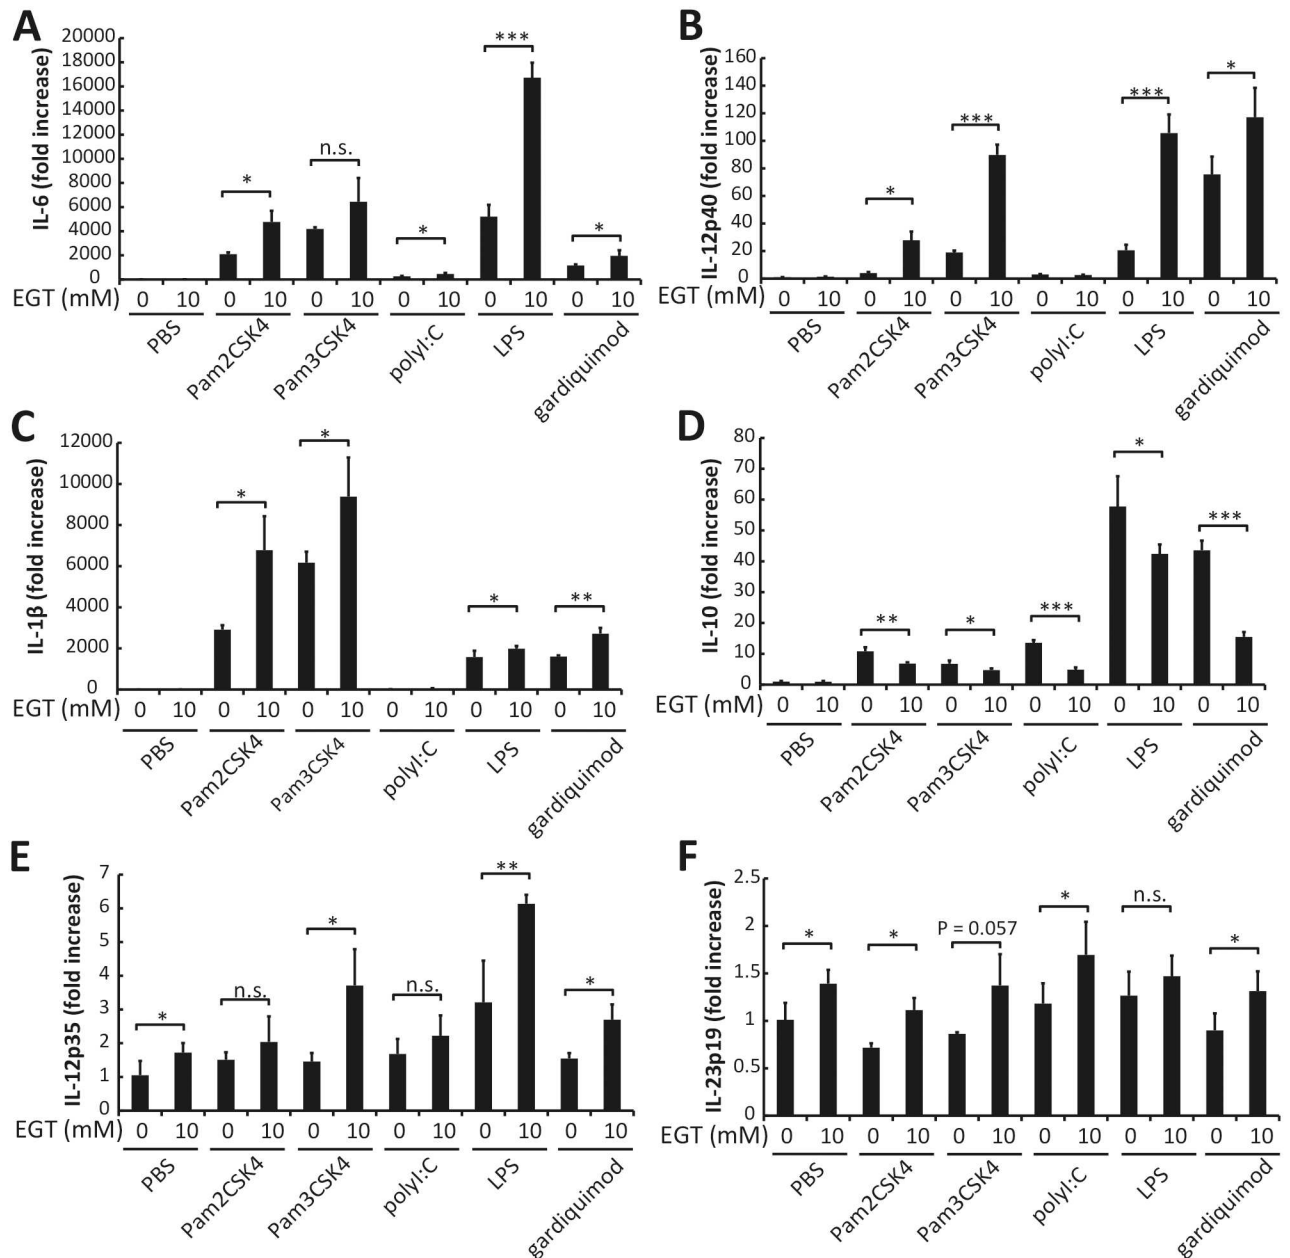 A
IL-6 (fold increase)
20000
18000
16000
14000
12000
10000
8000
6000
4000
2000
0
*
n.s.
*
***
*
EGT (mM) 0 10 0 10 0 10 0 10 0 10 0 10
PBS Pam2CSK4 Pam3CSK4 polyI:C LPS gardiquimod
B
IL-12p40 (fold increase)
160
140
120
100
80
60
40
20
0
*
***
***
*
EGT (mM) 0 10 0 10 0 10 0 10 0 10 0 10
PBS Pam2CSK4 Pam3CSK4 polyI:C LPS gardiquimod
C
IL-1β (fold increase)
12000
10000
8000
6000
4000
2000
0
*
*
*
**
EGT (mM) 0 10 0 10 0 10 0 10 0 10 0 10
PBS Pam2CSK4 Pam3CSK4 polyI:C LPS gardiquimod
D
IL-10 (fold increase)
80
70
60
50
40
30
20
10
0
**
*
***
*
***
EGT (mM) 0 10 0 10 0 10 0 10 0 10 0 10
PBS Pam2CSK4 Pam3CSK4 polyI:C LPS gardiquimod
E
IL-12p35 (fold increase)
7
6
5
4
3
2
1
0
*
n.s.
*
n.s.
**
*
EGT (mM) 0 10 0 10 0 10 0 10 0 10 0 10
PBS Pam2CSK4 Pam3CSK4 polyI:C LPS gardiquimod
F
IL-23p19 (fold increase)
2.5
2
1.5
1
0.5
0
*
*
P = 0.057
*
n.s.
*
EGT (mM) 0 10 0 10 0 10 0 10 0 10 0 10
PBS Pam2CSK4 Pam3CSK4 polyI:C LPS gardiquimod